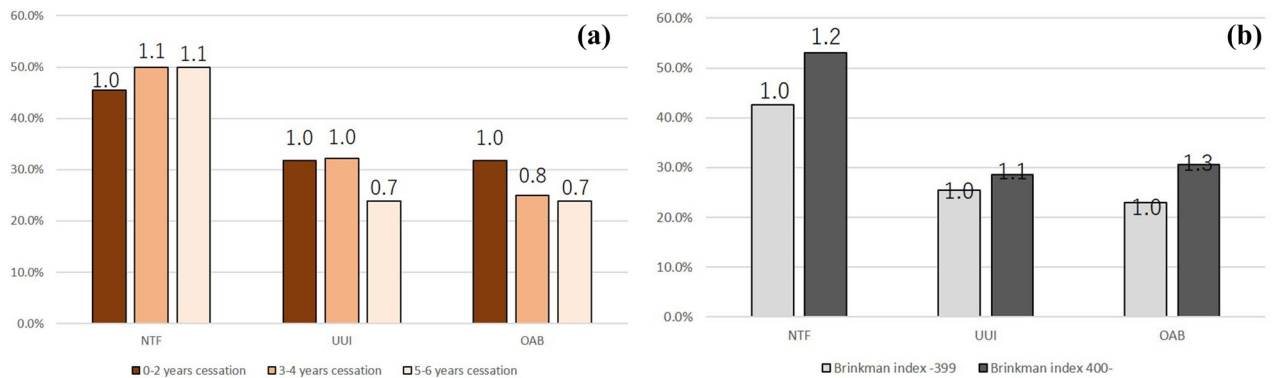 (a)
60.0%
50.0%
40.0%
30.0%
20.0%
10.0%
0.0%
1.0 1.1 1.1
1.0 1.0 0.7
1.0 0.8 0.7
NTF UUI OAB
0-2 years cessation 3-4 years cessation 5-6 years cessation
(b)
60.0%
50.0%
40.0%
30.0%
20.0%
10.0%
0.0%
1.0 1.2
1.0 1.1
1.0 1.3
NTF UUI OAB
Brinkman index -399 Brinkman index 400-